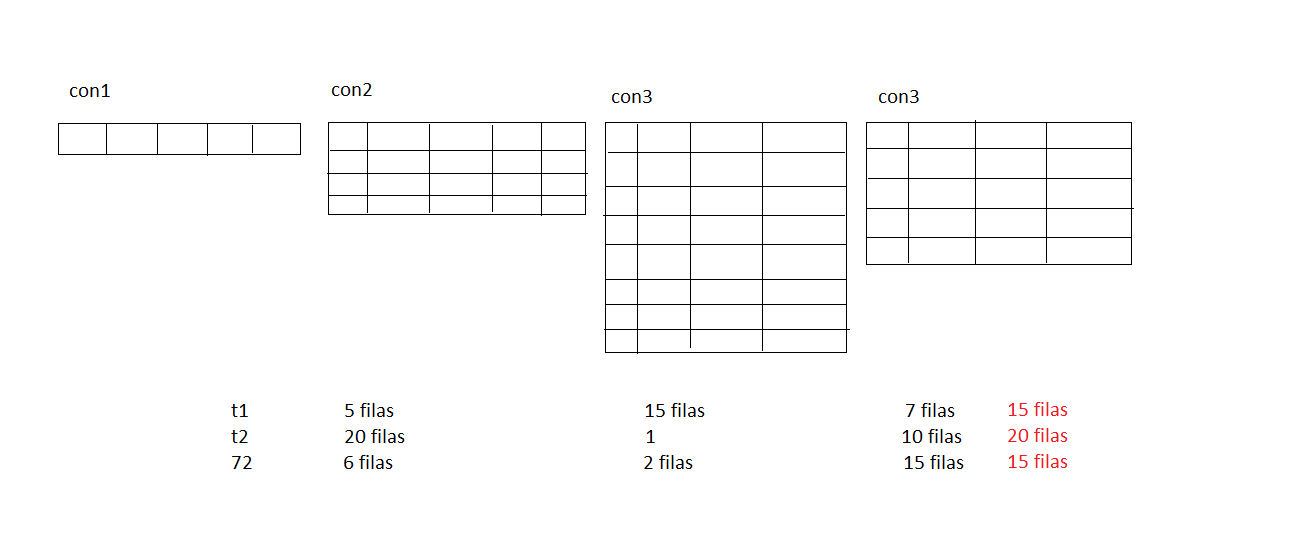 con1
con2
con3
con3
t1 5 filas 15 filas 7 filas 15 filas
t2 20 filas 1 10 filas 20 filas
72 6 filas 2 filas 15 filas 15 filas